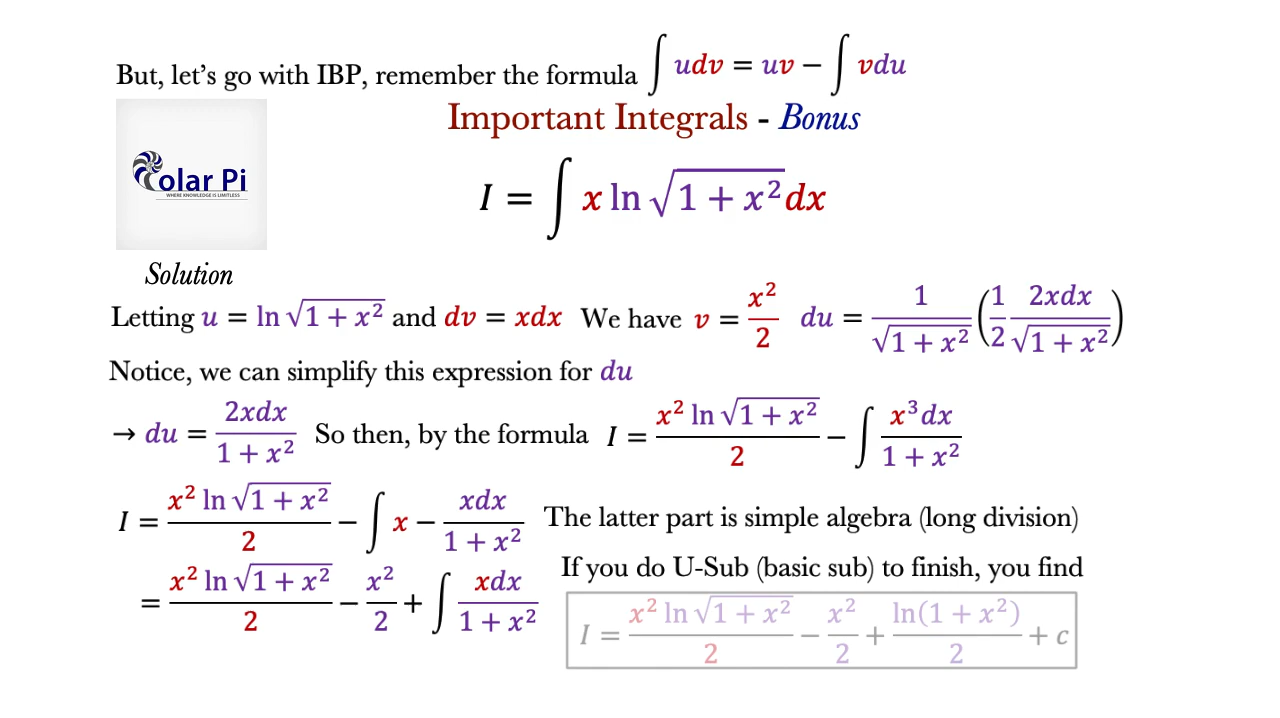 But, let's go with IBP, remember the formula ∫ udv = uv − ∫ vdu
Important Integrals - Bonus
olar Pi
WHERE KNOWLEDGE IS LIMITLESS
I = ∫ x ln √(1 + x²) dx
Solution
Letting u = ln √(1 + x²) and dv = xdx We have v = x²/2 du = 1/√(1 + x²) (1/2 2xdx/√(1 + x²))
Notice, we can simplify this expression for du
→ du = 2xdx/(1 + x²) So then, by the formula I = x² ln √(1 + x²)/2 − ∫ x³dx/(1 + x²)
I = x² ln √(1 + x²)/2 − ∫ x − xdx/(1 + x²) The latter part is simple algebra (long division)
If you do U-Sub (basic sub) to finish, you find
= x² ln √(1 + x²)/2 − x²/2 + ∫ xdx/(1 + x²)
I = x² ln √(1 + x²)/2 − x²/2 + ln(1 + x²)/2 + c